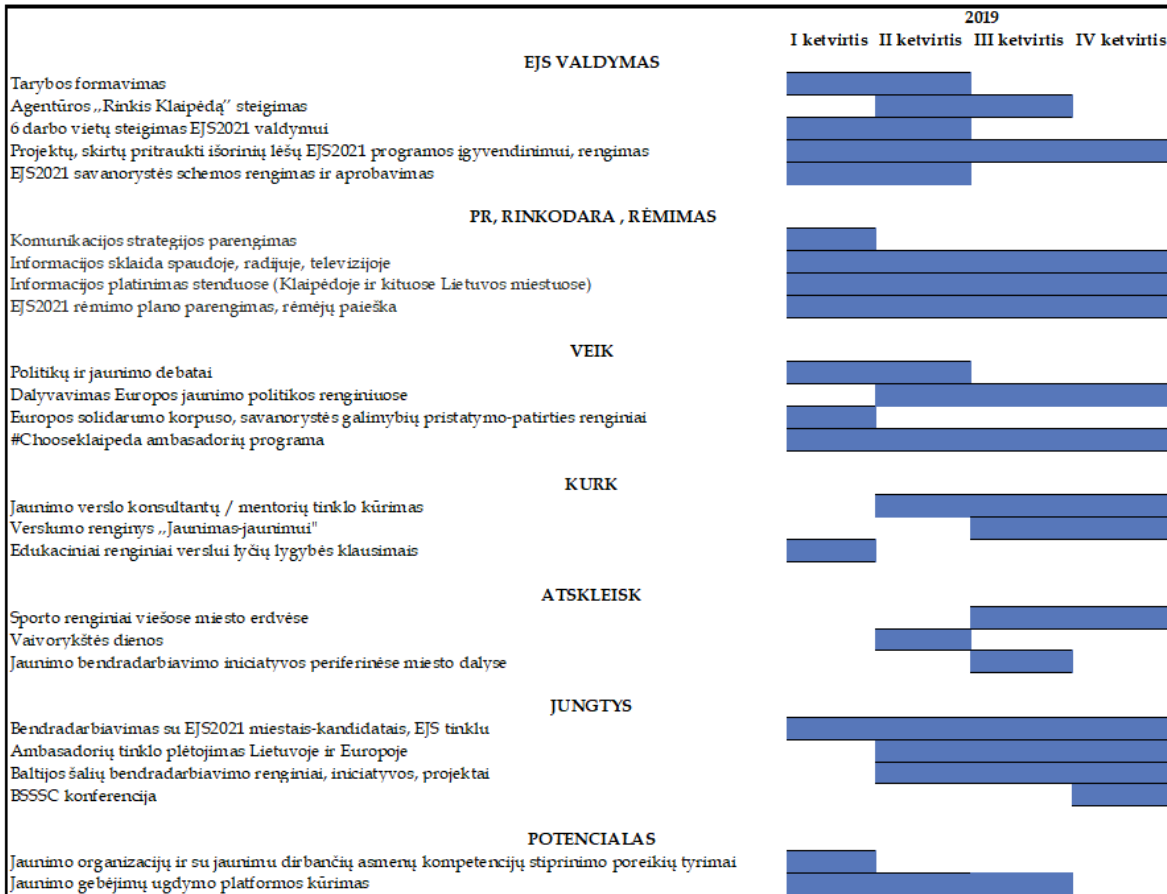 2019
I ketvirtis II ketvirtis III ketvirtis IV ketvirtis
EJS VALDYMAS
Tarybos formavimas
Agentūros „Rinkis Klaipėdą” steigimas
6 darbo vietų steigimas EJS2021 valdymui
Projektų, skirtų pritraukti išorinių lėšų EJS2021 programos įgyvendinimui, rengimas
EJS2021 savanorystės schemos rengimas ir aprobavimas
PR, RINKODARA , RĖMIMAS
Komunikacijos strategijos parengimas
Informacijos sklaida spaudoje, radijuje, televizijoje
Informacijos platinimas stenduose (Klaipėdoje ir kituose Lietuvos miestuose)
EJS2021 rėmimo plano parengimas, rėmėjų paieška
VEIK
Politikų ir jaunimo debatai
Dalyvavimas Europos jaunimo politikos renginiuose
Europos solidarumo korpuso, savanorystės galimybių pristatymo-patirties renginiai
#Chooseklaipeda ambasadorių programa
KURK
Jaunimo verslo konsultantų / mentorių tinklo kūrimas
Verslumo renginys „Jaunimas-jaunimui"
Edukaciniai renginiai verslui lyčių lygybės klausimais
ATSKLEISK
Sporto renginiai viešose miesto erdvėse
Vaivorykštės dienos
Jaunimo bendradarbiavimo iniciatyvos periferinėse miesto dalyse
JUNGTYS
Bendradarbiavimas su EJS2021 miestais-kandidatais, EJS tinklu
Ambasadorių tinklo plėtojimas Lietuvoje ir Europoje
Baltijos šalių bendradarbiavimo renginiai, iniciatyvos, projektai
BSSSC konferencija
POTENCIALAS
Jaunimo organizacijų ir su jaunimu dirbančių asmenų kompetencijų stiprinimo poreikių tyrimai
Jaunimo gebėjimų ugdymo platformos kūrimas